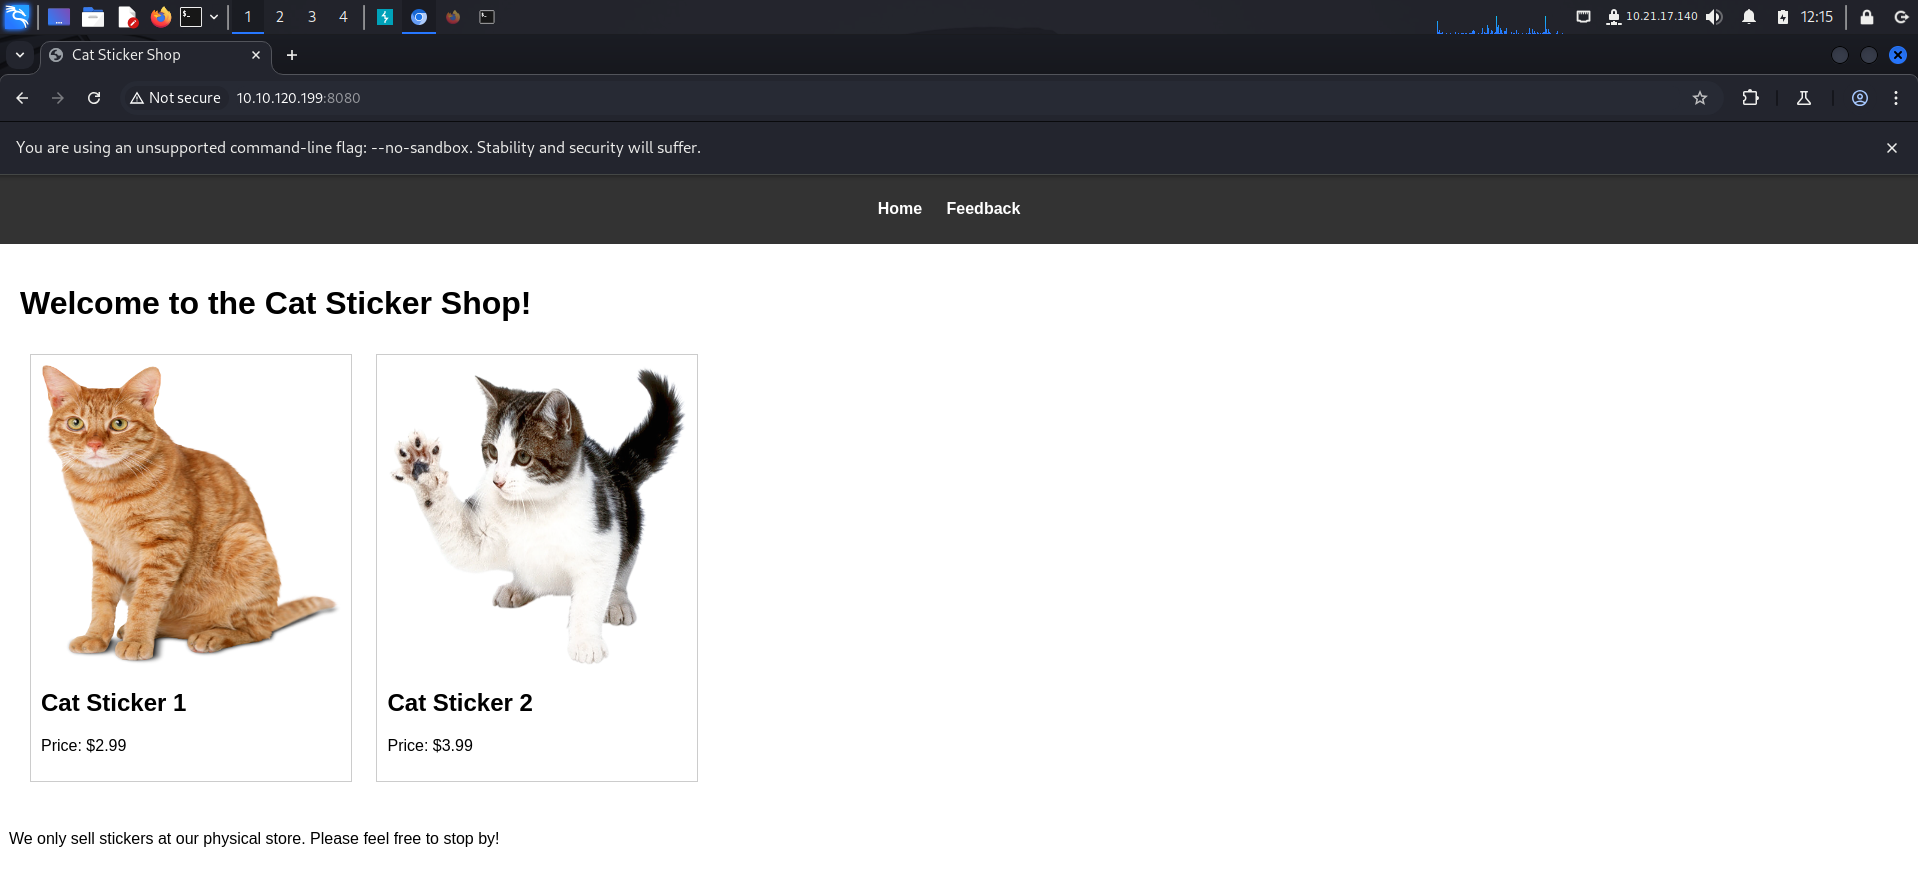 1 2 3 4 10.21.17.140 12:15
Cat Sticker Shop
Not secure 10.10.120.199:8080
You are using an unsupported command-line flag: --no-sandbox. Stability and security will suffer.
Home Feedback
Welcome to the Cat Sticker Shop!
Cat Sticker 1 Cat Sticker 2
Price: $2.99 Price: $3.99
We only sell stickers at our physical store. Please feel free to stop by!